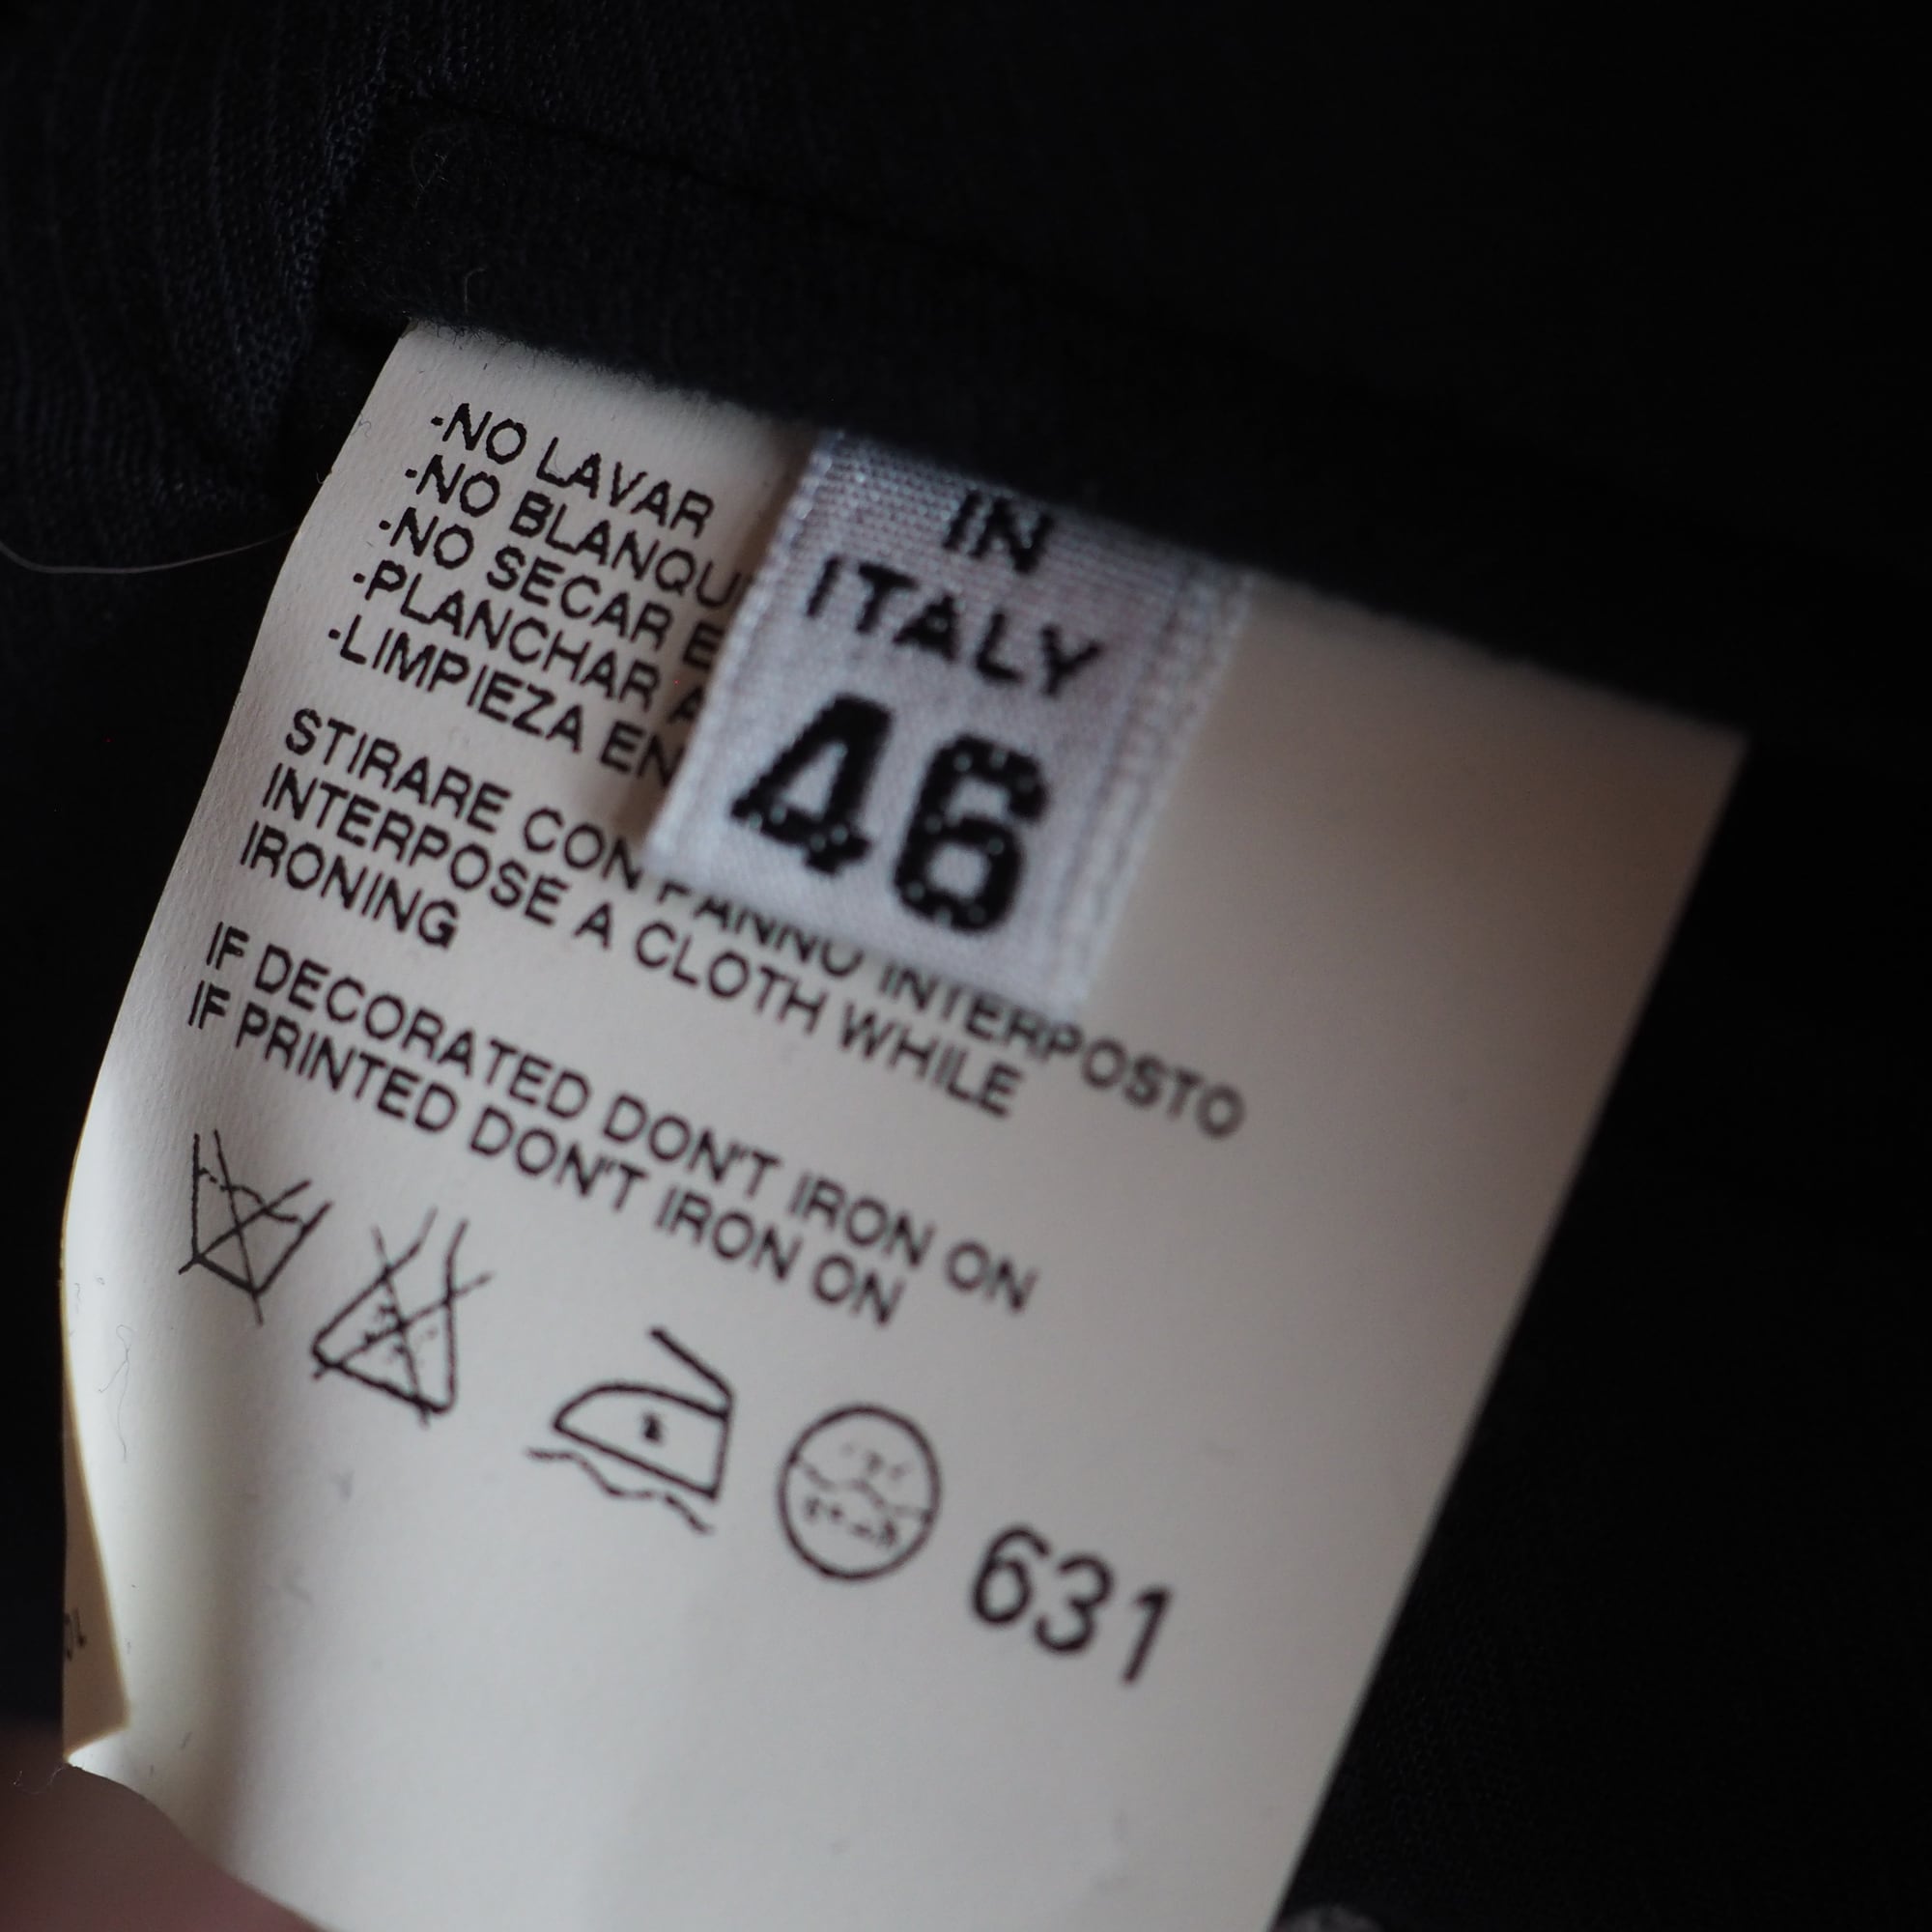 -NO LAVAR
-NO BLANQU
-NO SECAR E
-PLANCHAR A
-LIMPIEZA EN
IN
ITALY
46
STIRARE CON PANNO INTERPOSTO
INTERPOSE A CLOTH WHILE
IRONING
IF DECORATED DON'T IRON ON
IF PRINTED DON'T IRON ON
631